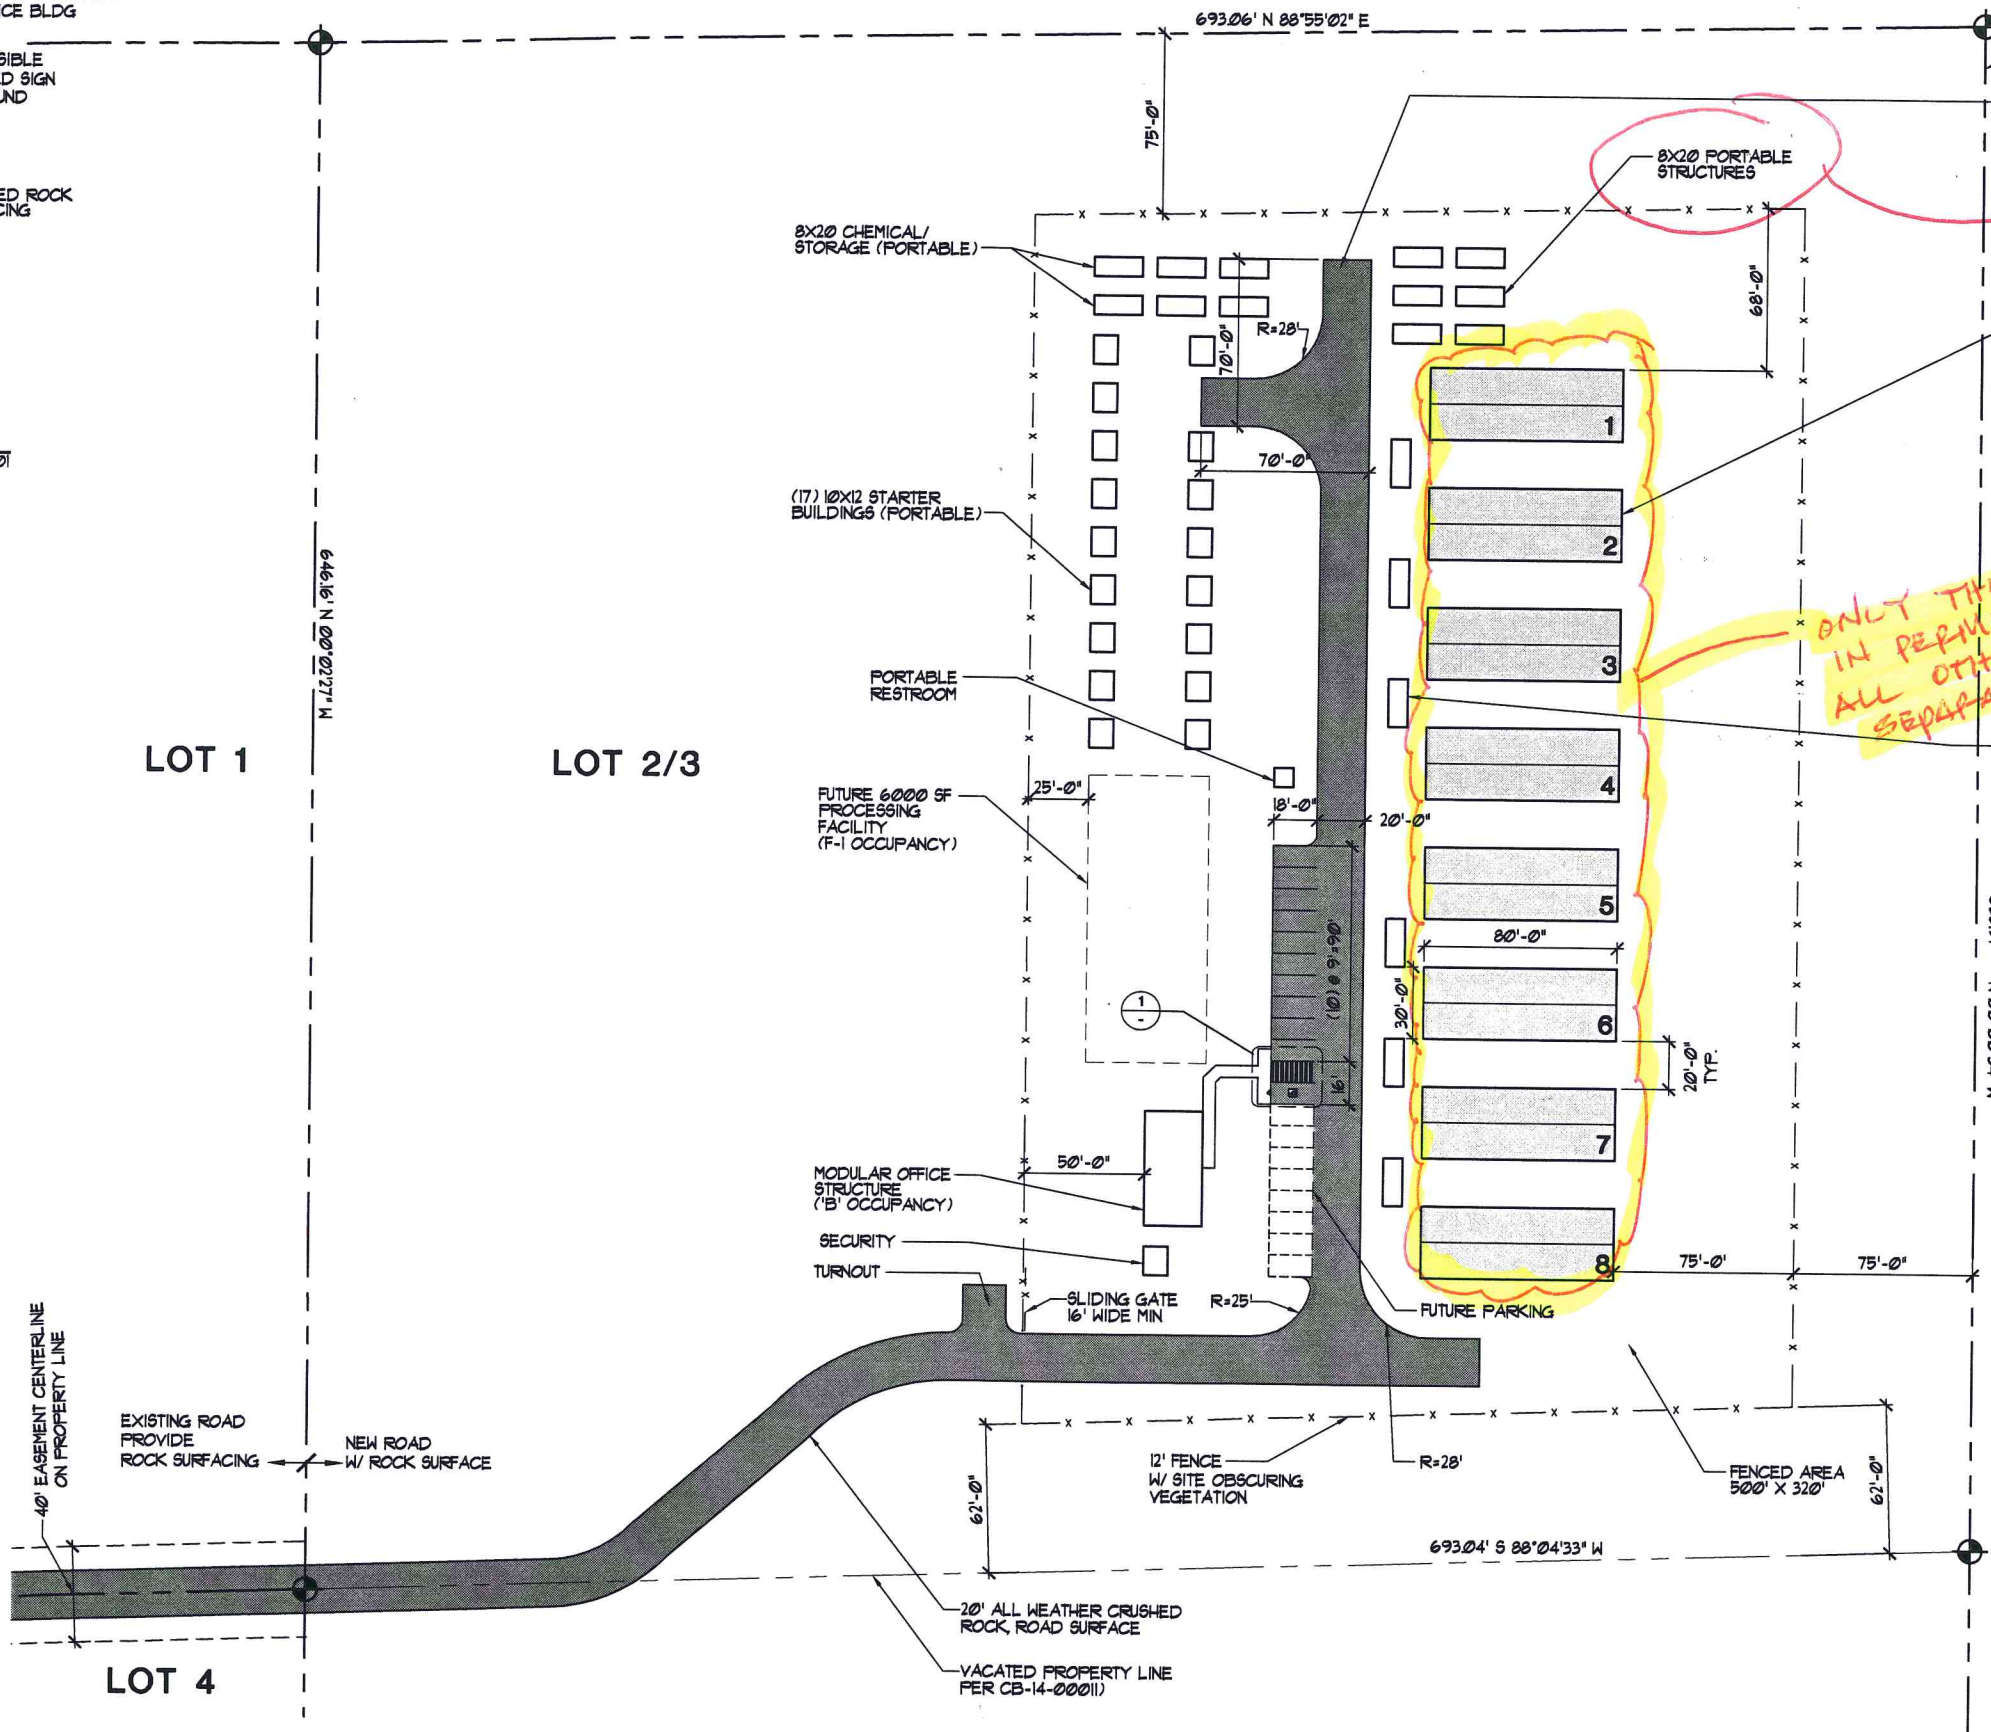 CE BLDG
SIBLE
D SIGN
UND
ED ROCK
CING
693.06' N 88°55'02" E
75'-0"
8X20 PORTABLE
STRUCTURES
8X20 CHEMICAL/
STORAGE (PORTABLE)
68'-0"
R=28'
70'-0"
70'-0"
1
(17) 10X12 STARTER
BUILDINGS (PORTABLE)
2
646.16' N 00°02'27" W
ONLY
IN
ALL
3
PORTABLE
RESTROOM
LOT 1
LOT 2/3
4
25'-0"
FUTURE 6000 SF
PROCESSING
FACILITY
(F-1 OCCUPANCY)
18'-0"
20'-0"
5
(10) @ 9'=90'
80'-0"
30'-0"
6
1
-
20'-0"
TYP.
16'
7
50'-0"
MODULAR OFFICE
STRUCTURE
('B' OCCUPANCY)
SECURITY
TURNOUT
8
75'-0'
75'-0"
SLIDING GATE
16' WIDE MIN
R=25'
FUTURE PARKING
40' EASEMENT CENTERLINE
ON PROPERTY LINE
EXISTING ROAD
PROVIDE
ROCK SURFACING
NEW ROAD
W/ ROCK SURFACE
12' FENCE
W/ SITE OBSCURING
VEGETATION
R=28'
FENCED AREA
500' X 320'
62'-0"
62'-0"
693.04' S 88°04'33" W
20' ALL WEATHER CRUSHED
ROCK, ROAD SURFACE
VACATED PROPERTY LINE
PER CB-14-00011)
LOT 4